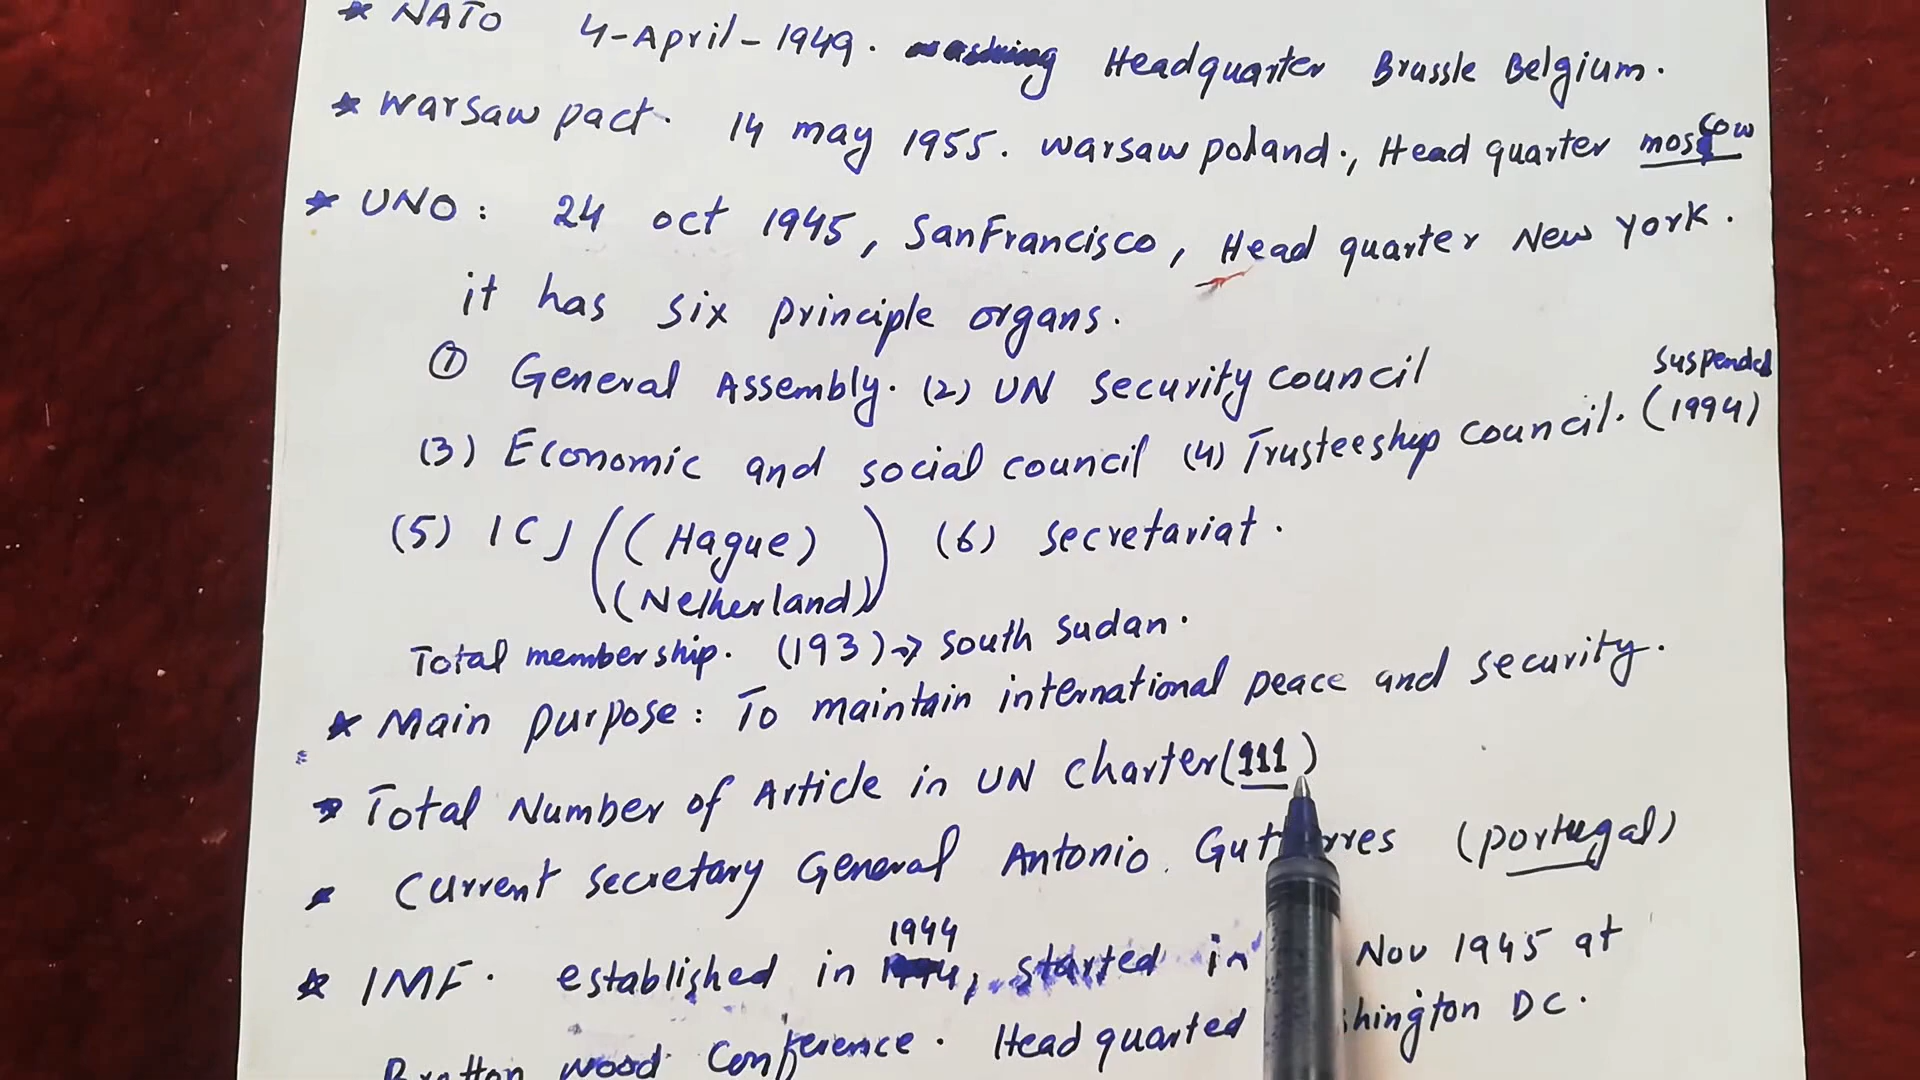 * NATO 4-April-1949. Headquarter Brussle Belgium.
* Warsaw pact. 14 may 1955. warsaw poland., Head quarter moscow
* UNO: 24 oct 1945, SanFrancisco, Head quarter New York.
it has six principle organs.
(1) General Assembly. (2) UN Security council
(3) Economic and social council (4) Trusteeship council. (1994) suspended
(5) ICJ ((Hague) (Netherland)) (6) secretariat.
Total membership. (193) → South Sudan.
* Main purpose: To maintain international peace and security.
* Total Number of Article in UN Charter (111)
* Current secretary General Antonio (portugal)
* IMF. established in 1944, started in Nov 1945 at
Bretton wood Conference. Head quarted DC.